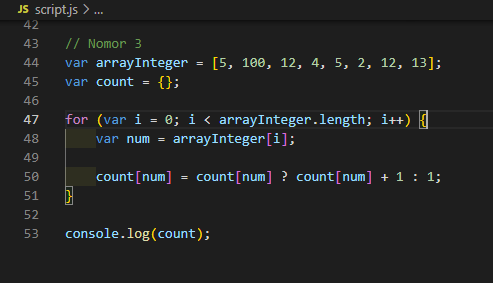 JS script.js > ...
42
43 // Nomor 3
44 var arrayInteger = [5, 100, 12, 4, 5, 2, 12, 13];
45 var count = {};
46
47 for (var i = 0; i < arrayInteger.length; i++) {
48     var num = arrayInteger[i];
49
50     count[num] = count[num] ? count[num] + 1 : 1;
51 }
52
53 console.log(count);